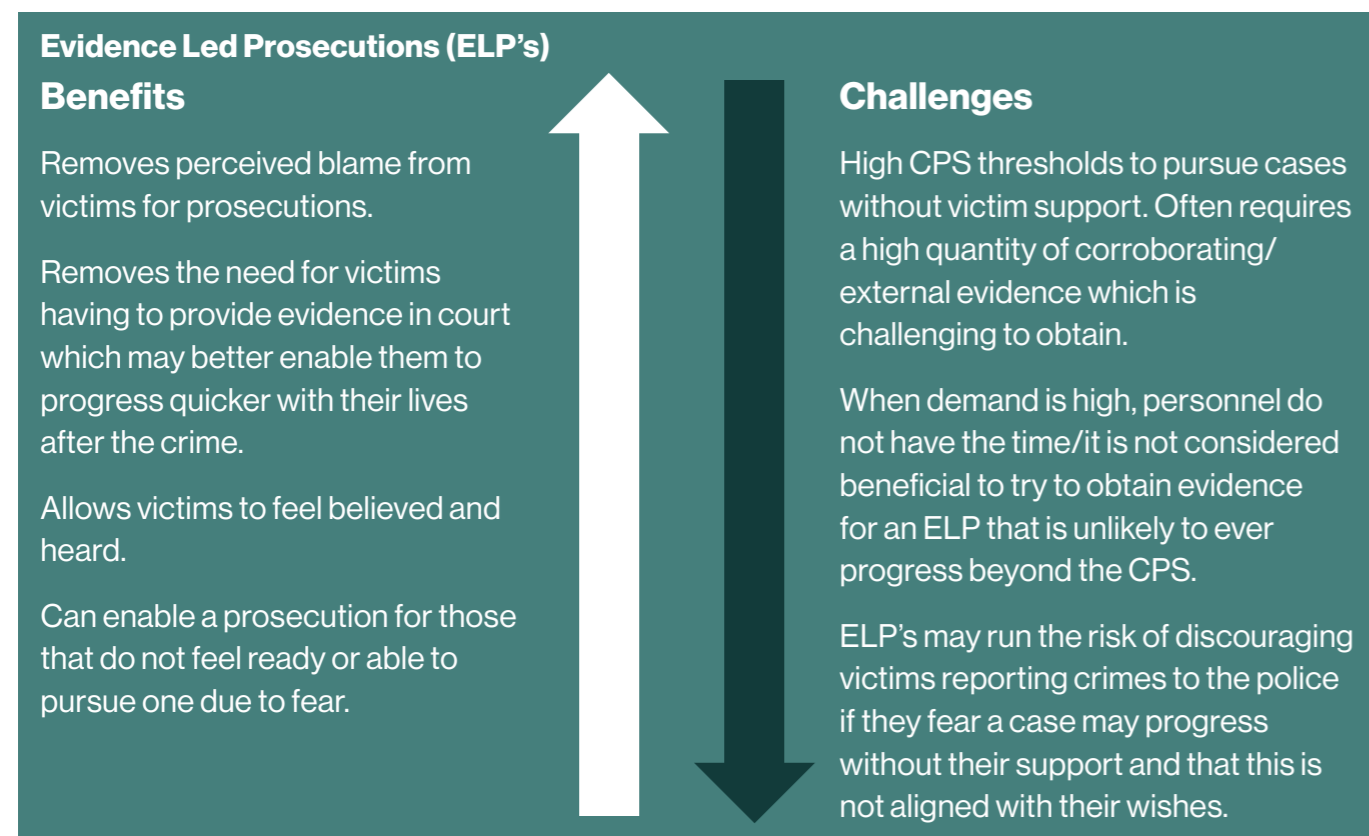 Evidence Led Prosecutions (ELP’s)
Benefits
Removes perceived blame from
victims for prosecutions.
Removes the need for victims
having to provide evidence in court
which may better enable them to
progress quicker with their lives
after the crime.
Allows victims to feel believed and
heard.
Can enable a prosecution for those
that do not feel ready or able to
pursue one due to fear.
Challenges
High CPS thresholds to pursue cases
without victim support. Often requires
a high quantity of corroborating/
external evidence which is
challenging to obtain.
When demand is high, personnel do
not have the time/it is not considered
beneficial to try to obtain evidence
for an ELP that is unlikely to ever
progress beyond the CPS.
ELP’s may run the risk of discouraging
victims reporting crimes to the police
if they fear a case may progress
without their support and that this is
not aligned with their wishes.